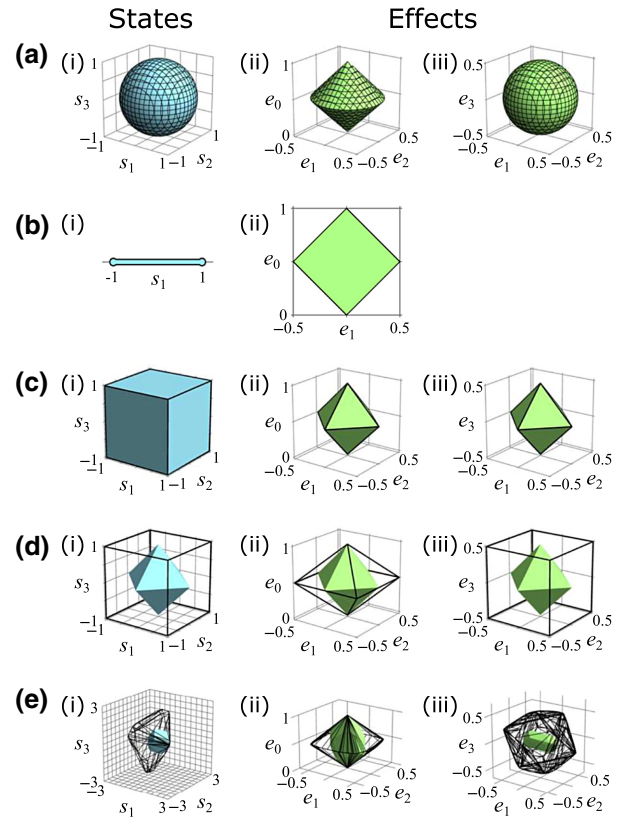 States Effects
(a) (i) (ii) (iii)
1 1 0.5
s3 e0 e3
−1 0 −0.5
−1 1 −0.5 0.5 −0.5 0.5
s1 1 −1 s2 e1 0.5 −0.5 e2 e1 0.5 −0.5 e2
(b) (i) (ii)
1
e0
-1 s1 1
0
−0.5 e1 0.5
(c) (i) (ii) (iii)
1 1 0.5
s3 e0 e3
−1 0 −0.5
−1 1 −0.5 0.5 −0.5 0.5
s1 1 −1 s2 e1 0.5 −0.5 e2 e1 0.5 −0.5 e2
(d) (i) (ii) (iii)
1 1 0.5
s3 e0 e3
−1 0 −0.5
−1 1 −0.5 0.5 −0.5 0.5
s1 1 −1 s2 e1 0.5 −0.5 e2 e1 0.5 −0.5 e2
(e) (i) (ii) (iii)
3 1 0.5
s3 e0 e3
−3 0 −0.5
−3 3 −0.5 0.5 −0.5 0.5
s1 3 −3 s2 e1 0.5 −0.5 e2 e1 0.5 −0.5 e2